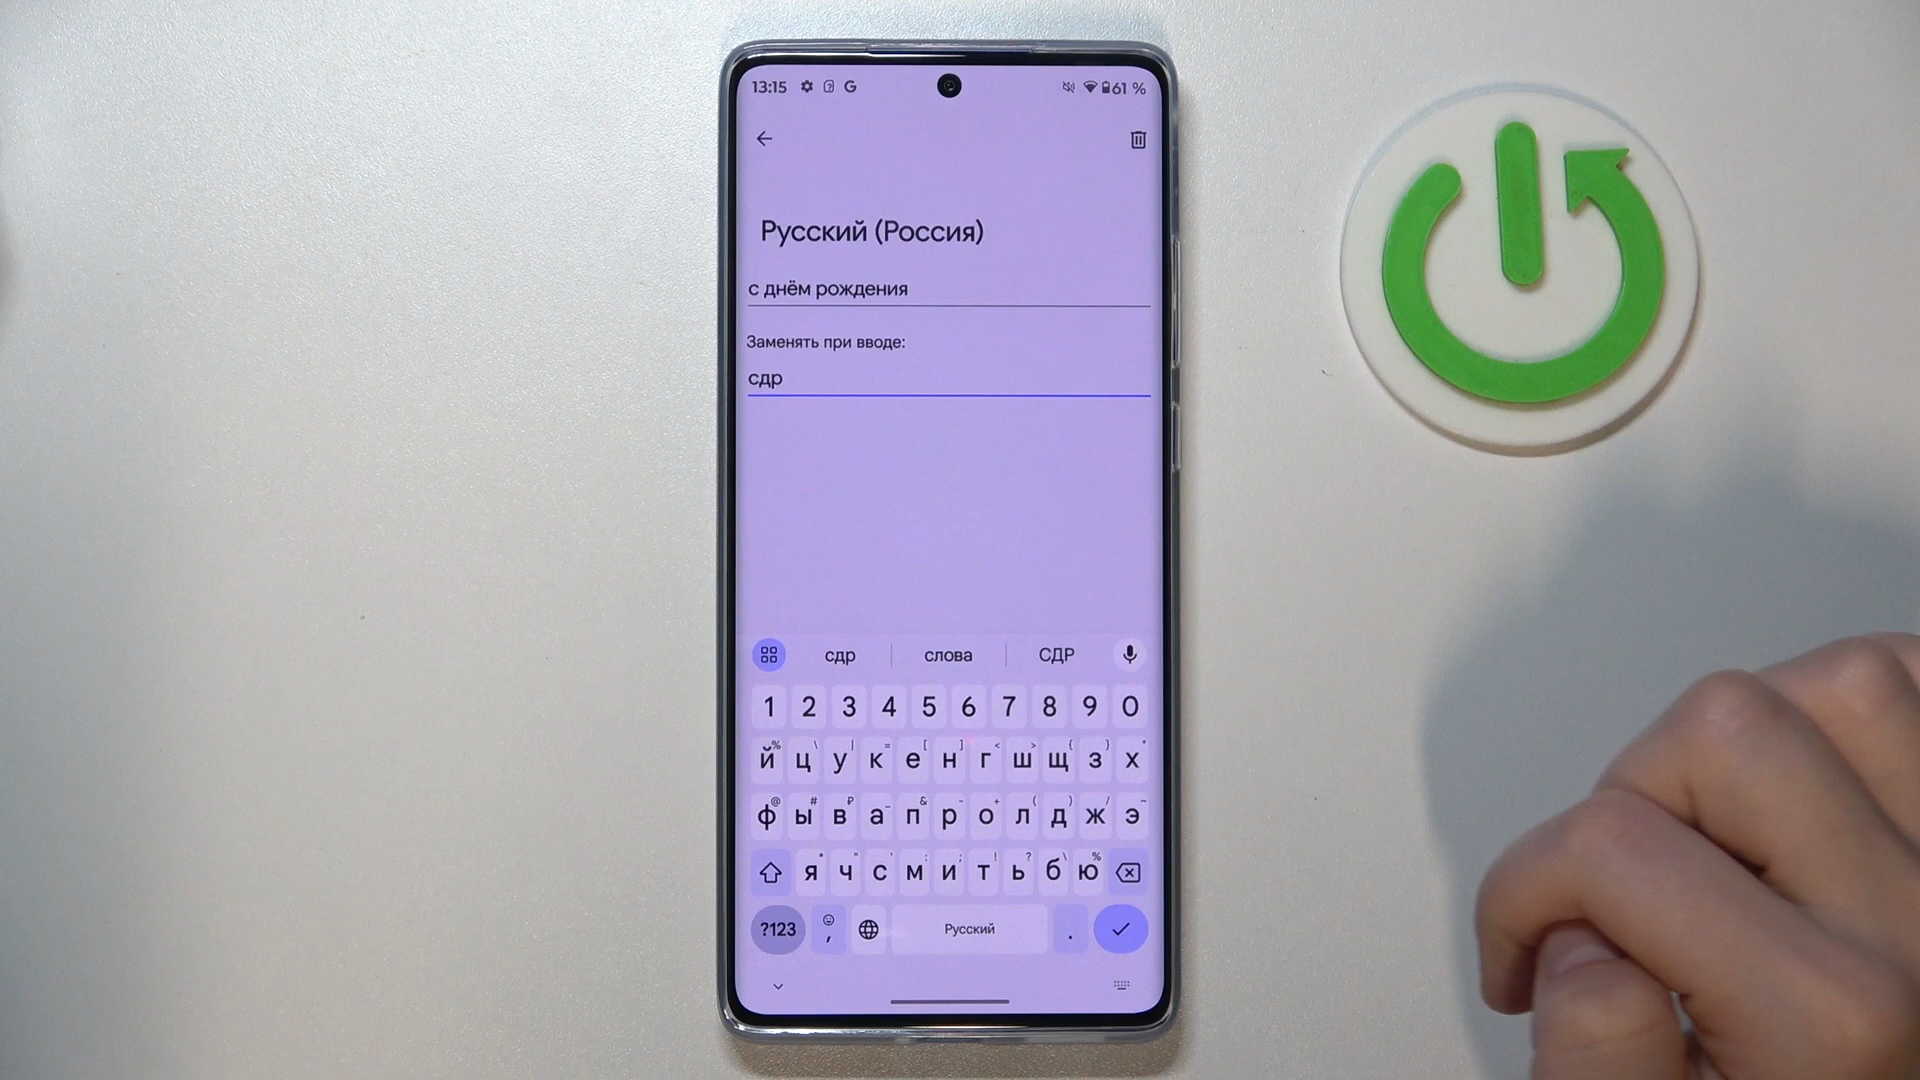 13:15 61 %
Русский (Россия)
с днём рождения
Заменять при вводе:
сдр
сдр слова СДР
1 2 3 4 5 6 7 8 9 0
й % ц \ у | к = е [ н ] г < ш > щ { з } х
ф @ ы # в ₽ а _ п & р - о + л ( д ) ж / э
я * ч " с ' м : и ; т ! ь ? б ю %
?123 , Русский .